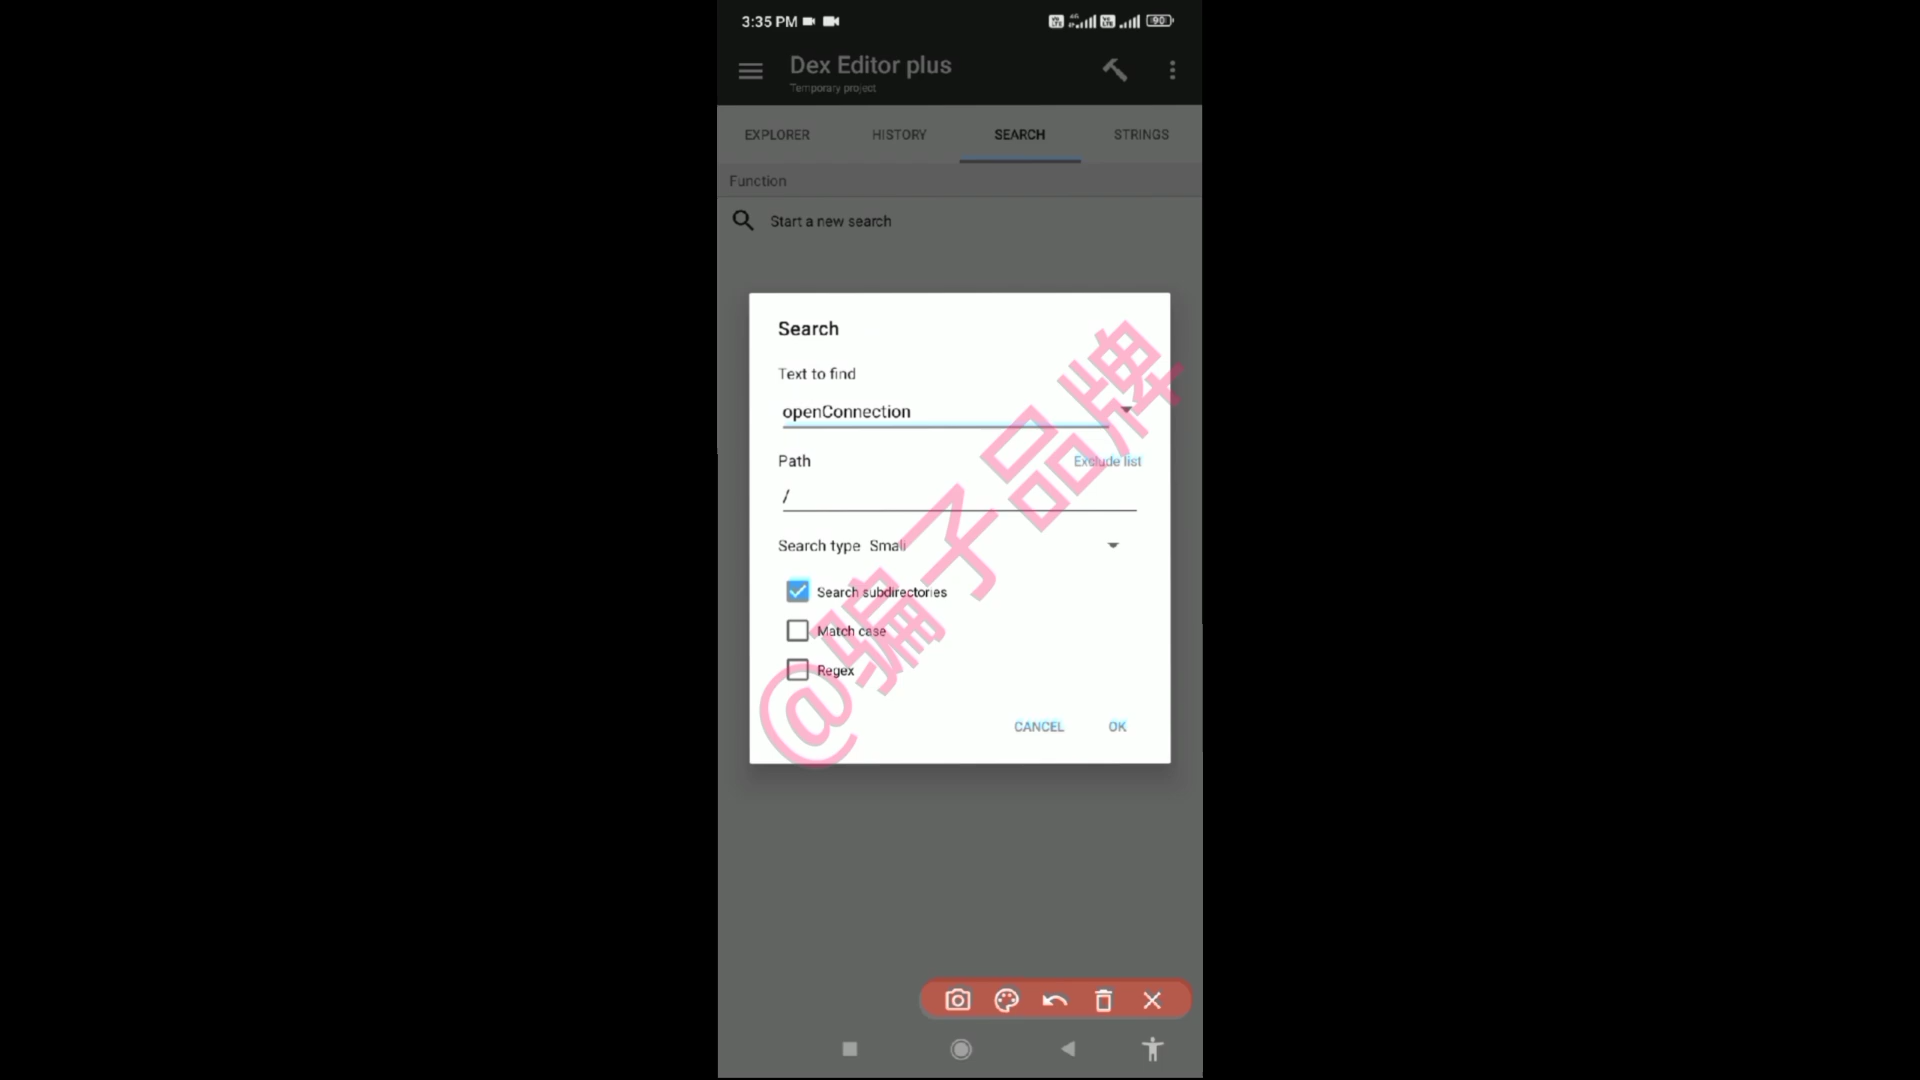 3:35 PM
90
Dex Editor plus
Temporary project
EXPLORER
HISTORY
SEARCH
STRINGS
Function
Start a new search
Search
Text to find
openConnection
Path
Exclude list
/
Search type Smali
Search subdirectories
Match case
Regex
CANCEL
OK
@骗子品牌